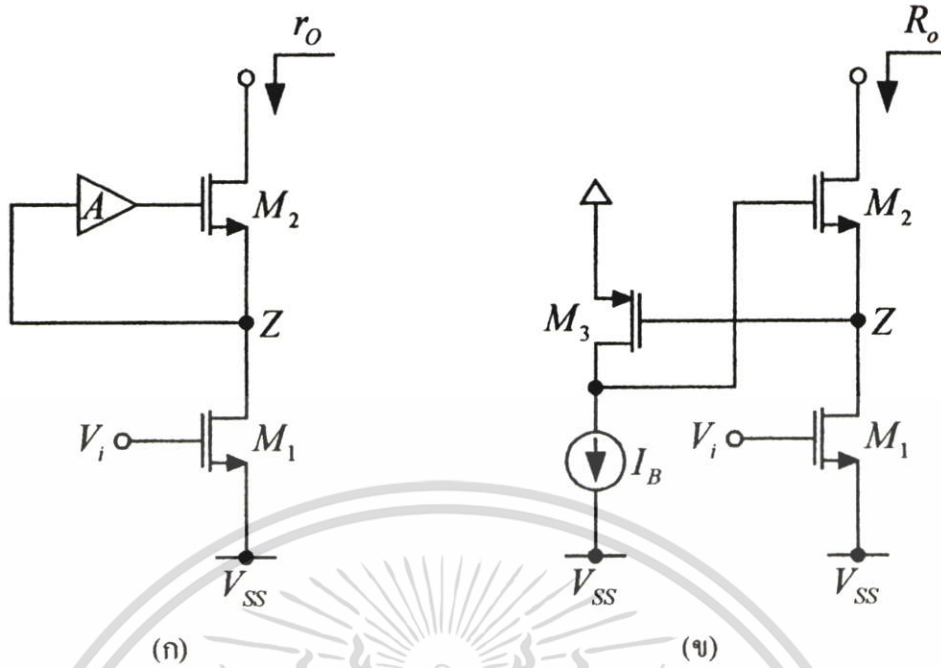 r_O
A
M_2
Z
V_i
M_1
V_SS
(ก)
R_o
M_2
M_3
Z
I_B
V_i
M_1
V_SS
V_SS
(ข)